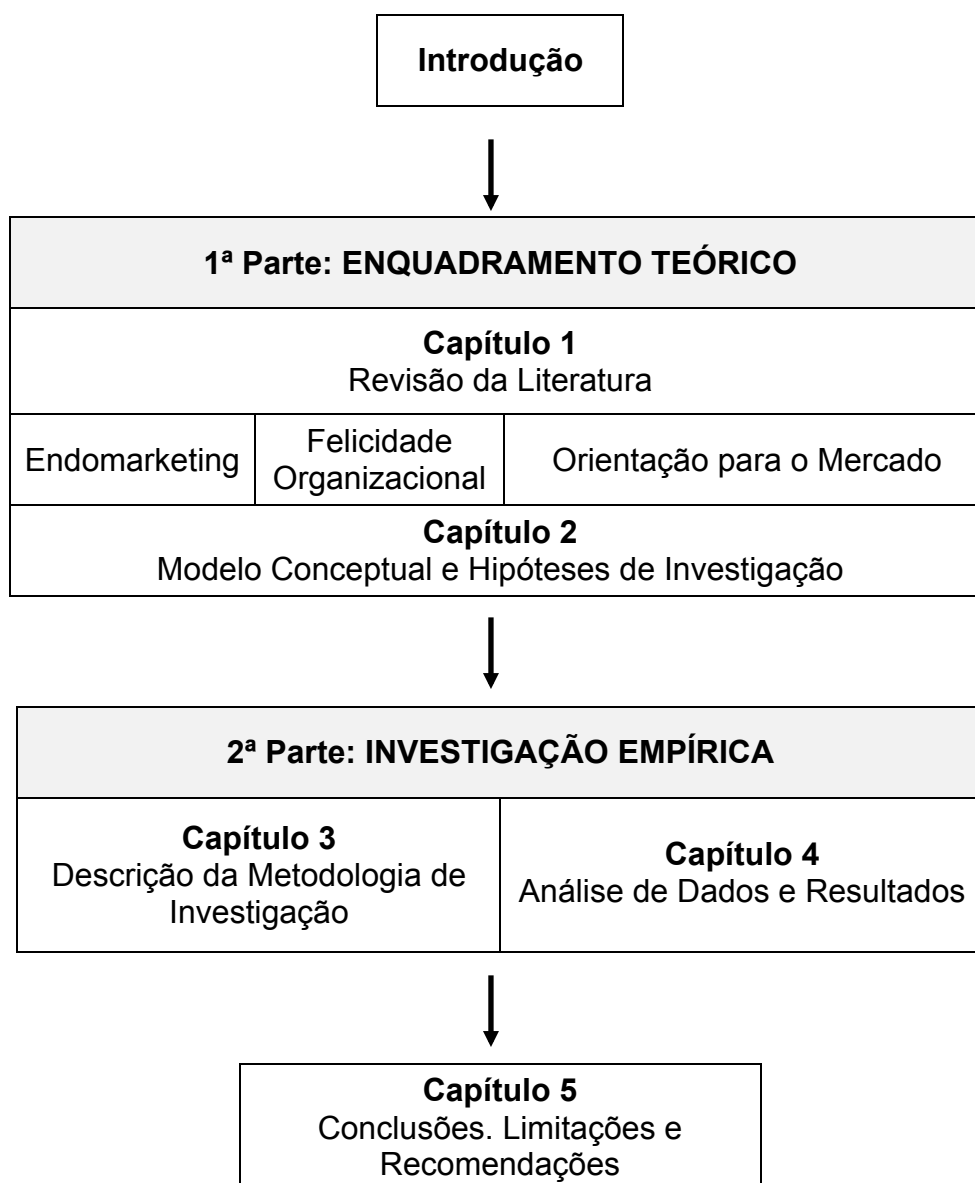 Introdução
1ª Parte: ENQUADRAMENTO TEÓRICO
Capítulo 1
Revisão da Literatura
Endomarketing
Felicidade
Organizacional
Orientação para o Mercado
Capítulo 2
Modelo Conceptual e Hipóteses de Investigação
2ª Parte: INVESTIGAÇÃO EMPÍRICA
Capítulo 3
Descrição da Metodologia de
Investigação
Capítulo 4
Análise de Dados e Resultados
Capítulo 5
Conclusões. Limitações e
Recomendações